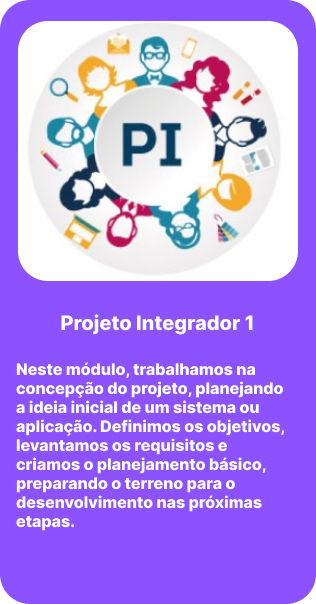 PI
Projeto Integrador 1
Neste módulo, trabalhamos na
concepção do projeto, planejando
a ideia inicial de um sistema ou
aplicação. Definimos os objetivos,
levantamos os requisitos e
criamos o planejamento básico,
preparando o terreno para o
desenvolvimento nas próximas
etapas.